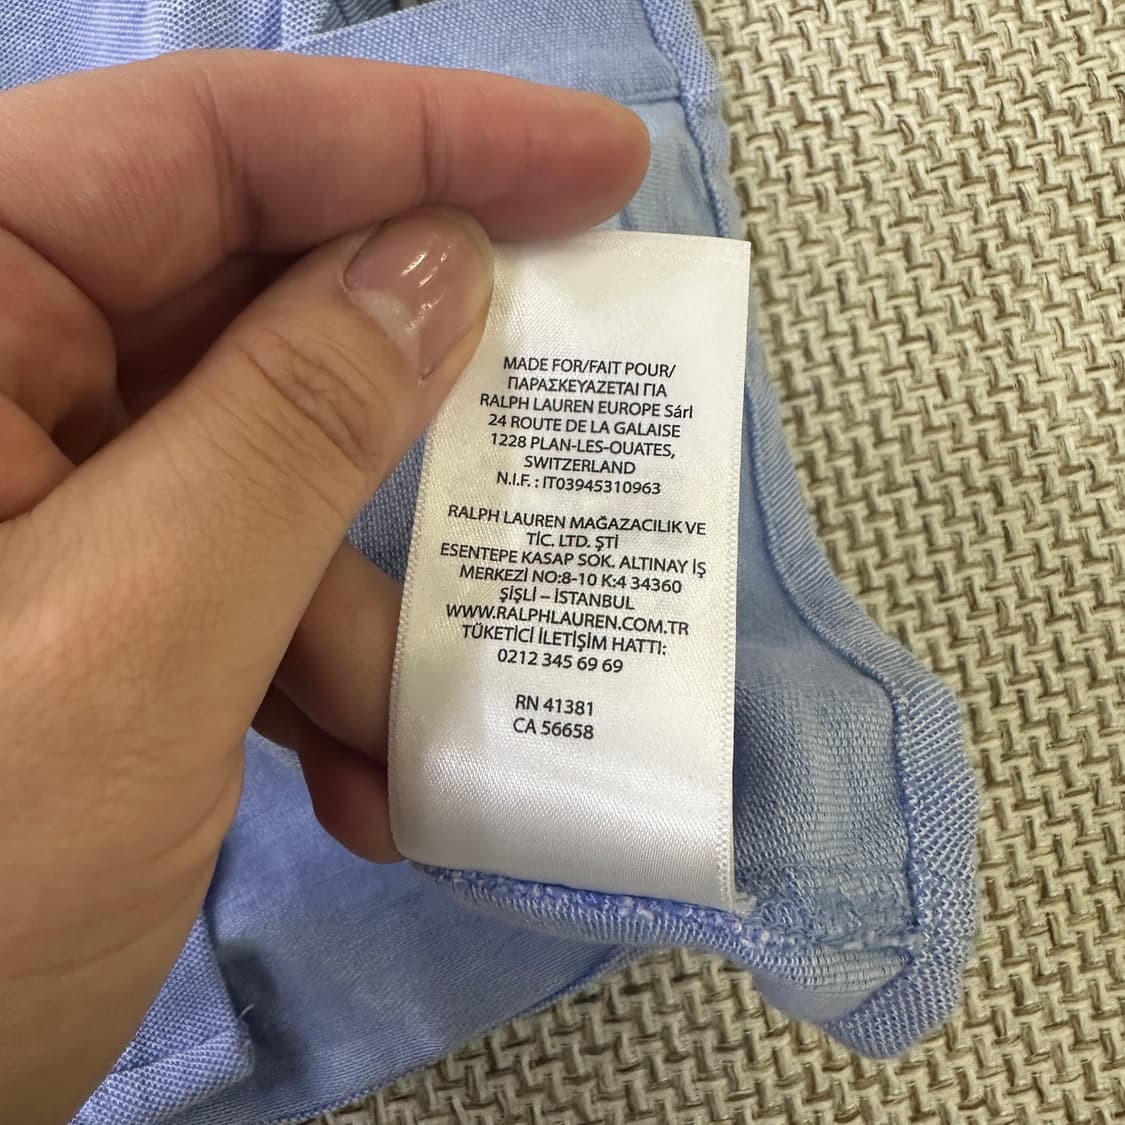 MADE FOR/FAIT POUR/
ΠΑΡΑΣΚΕΥΑΖΕΤΑΙ ΓΙΑ
RALPH LAUREN EUROPE Sárl
24 ROUTE DE LA GALAISE
1228 PLAN-LES-OUATES,
SWITZERLAND
N.I.F. : IT03945310963
RALPH LAUREN MAĞAZACILIK VE
TİC. LTD. ŞTİ
ESENTEPE KASAP SOK. ALTINAY İŞ
MERKEZİ NO:8-10 K:4 34360
ŞİŞLİ – İSTANBUL
WWW.RALPHLAUREN.COM.TR
TÜKETİCİ İLETİŞİM HATTI:
0212 345 69 69
RN 41381
CA 56658